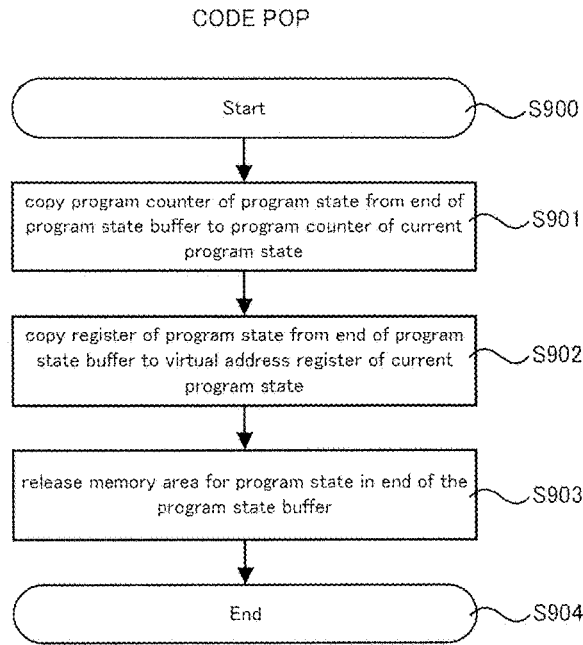 CODE POP
Start
S900
copy program counter of program state from end of
program state buffer to program counter of current
program state
S901
copy register of program state from end of program
state buffer to virtual address register of current
program state
S902
release memory area for program state in end of the
program state buffer
S903
End
S904